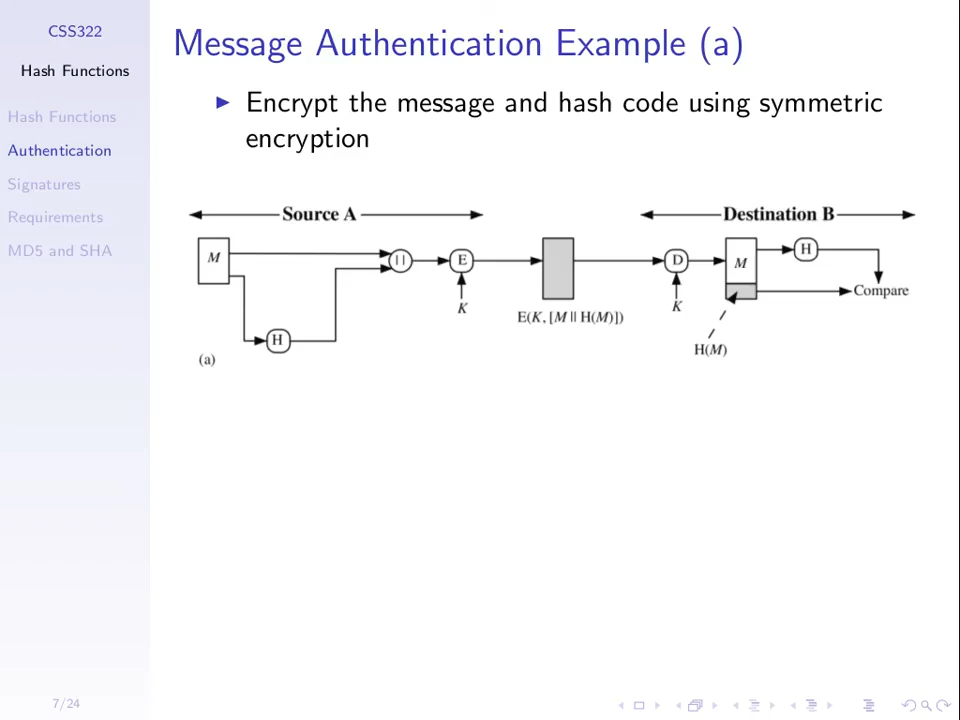 CSS322
Hash Functions
Hash Functions
Authentication
Signatures
Requirements
MD5 and SHA
7/24
Message Authentication Example (a)
Encrypt the message and hash code using symmetric
encryption
Source A
Destination B
M
||
E
D
M
H
Compare
K
E(K, [M || H(M)])
K
H
H(M)
(a)